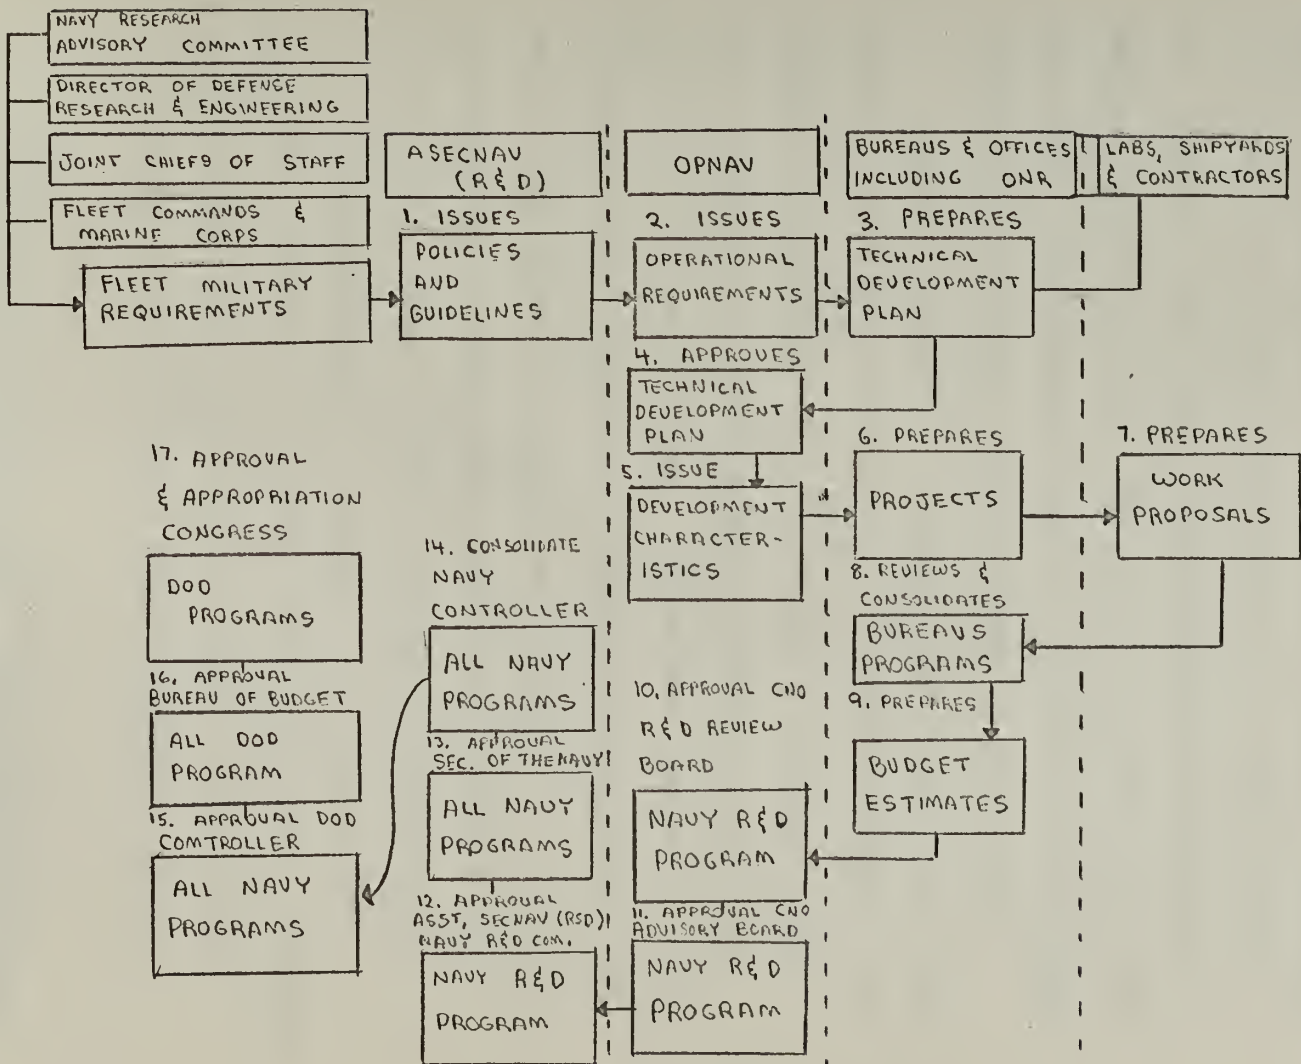 NAVY RESEARCH
ADVISORY COMMITTEE
DIRECTOR OF DEFENSE
RESEARCH & ENGINEERING
JOINT CHIEFS OF STAFF
FLEET COMMANDS &
MARINE CORPS
FLEET MILITARY
REQUIREMENTS
ASECNAV
(R & D)
1. ISSUES
POLICIES
AND
GUIDELINES
OPNAV
2. ISSUES
OPERATIONAL
REQUIREMENTS
BUREAUS & OFFICES
INCLUDING ONR
3. PREPARES
TECHNICAL
DEVELOPMENT
PLAN
LABS, SHIPYARDS
& CONTRACTORS
4. APPROVES
TECHNICAL
DEVELOPMENT
PLAN
5. ISSUE
DEVELOPMENT
CHARACTER-
ISTICS
6. PREPARES
PROJECTS
7. PREPARES
WORK
PROPOSALS
8. REVIEWS &
CONSOLIDATES
BUREAUS
PROGRAMS
9. PREPARES
BUDGET
ESTIMATES
10. APPROVAL CNO
R & D REVIEW
BOARD
NAVY R & D
PROGRAM
11. APPROVAL CNO
ADVISORY BOARD
NAVY R & D
PROGRAM
12. APPROVAL
ASST, SECNAV (RSD)
NAVY R & D COM.
NAVY R & D
PROGRAM
13. APPROVAL
SEC. OF THE NAVY
ALL NAVY
PROGRAMS
14. CONSOLIDATE
NAVY
CONTROLLER
ALL NAVY
PROGRAMS
15. APPROVAL DOD
COMTROLLER
ALL NAVY
PROGRAMS
16. APPROVAL
BUREAU OF BUDGET
ALL DOD
PROGRAM
17. APPROVAL
& APPROPRIATION
CONGRESS
DOD
PROGRAMS